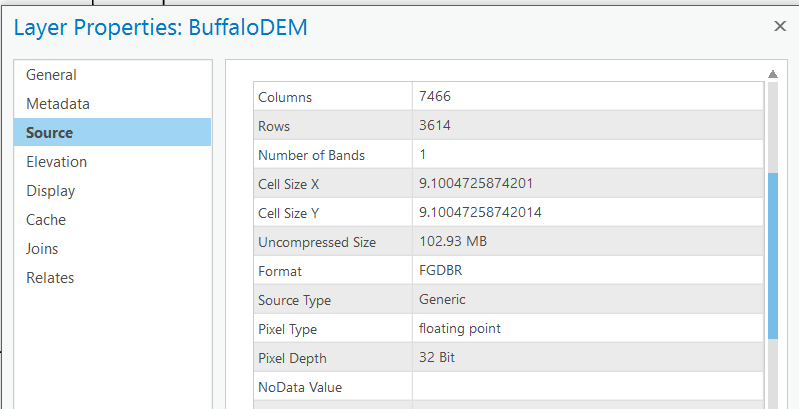 Layer Properties: BuffaloDEM
General
Metadata
Source
Elevation
Display
Cache
Joins
Relates
Columns 7466
Rows 3614
Number of Bands 1
Cell Size X 9.1004725874201
Cell Size Y 9.10047258742014
Uncompressed Size 102.93 MB
Format FGDBR
Source Type Generic
Pixel Type floating point
Pixel Depth 32 Bit
NoData Value